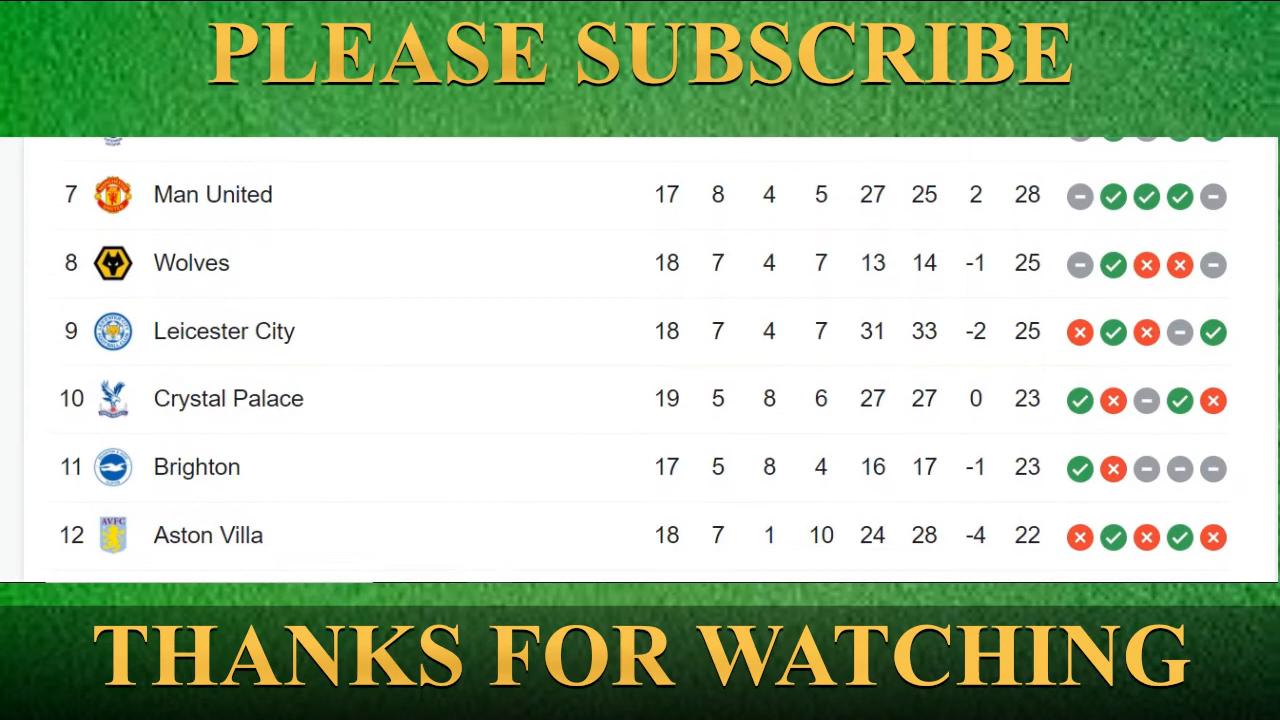 PLEASE SUBSCRIBE
7 Man United 17 8 4 5 27 25 2 28
8 Wolves 18 7 4 7 13 14 -1 25
9 Leicester City 18 7 4 7 31 33 -2 25
10 Crystal Palace 19 5 8 6 27 27 0 23
11 Brighton 17 5 8 4 16 17 -1 23
AVFC
12 Aston Villa 18 7 1 10 24 28 -4 22
THANKS FOR WATCHING